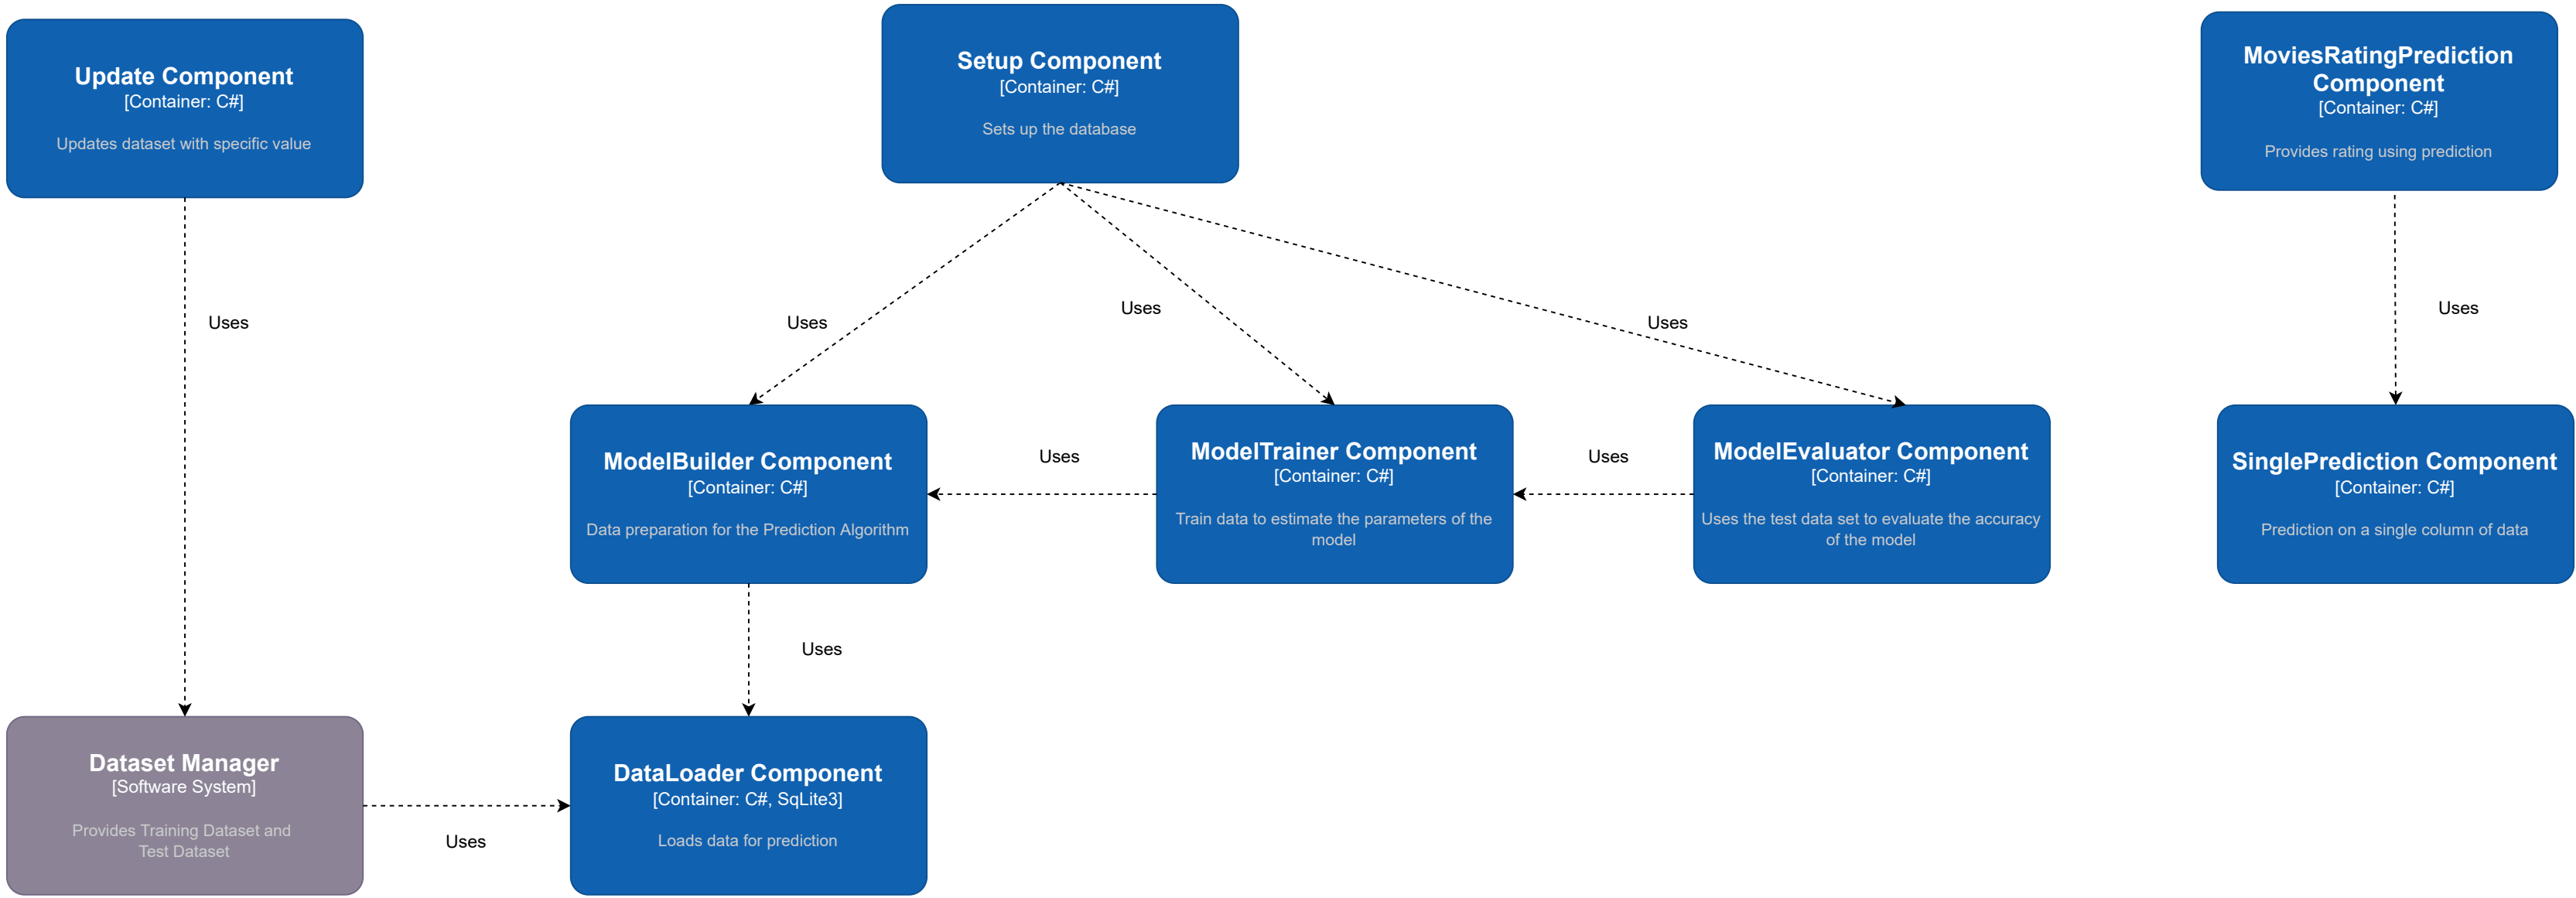 Update Component
[Container: C#]
Updates dataset with specific value
Setup Component
[Container: C#]
Sets up the database
MoviesRatingPrediction
Component
[Container: C#]
Provides rating using prediction
Uses
Uses
Uses
Uses
Uses
ModelBuilder Component
[Container: C#]
Data preparation for the Prediction Algorithm
Uses
ModelTrainer Component
[Container: C#]
Train data to estimate the parameters of the
model
Uses
ModelEvaluator Component
[Container: C#]
Uses the test data set to evaluate the accuracy
of the model
SinglePrediction Component
[Container: C#]
Prediction on a single column of data
Uses
Dataset Manager
[Software System]
Provides Training Dataset and
Test Dataset
Uses
DataLoader Component
[Container: C#, SqLite3]
Loads data for prediction